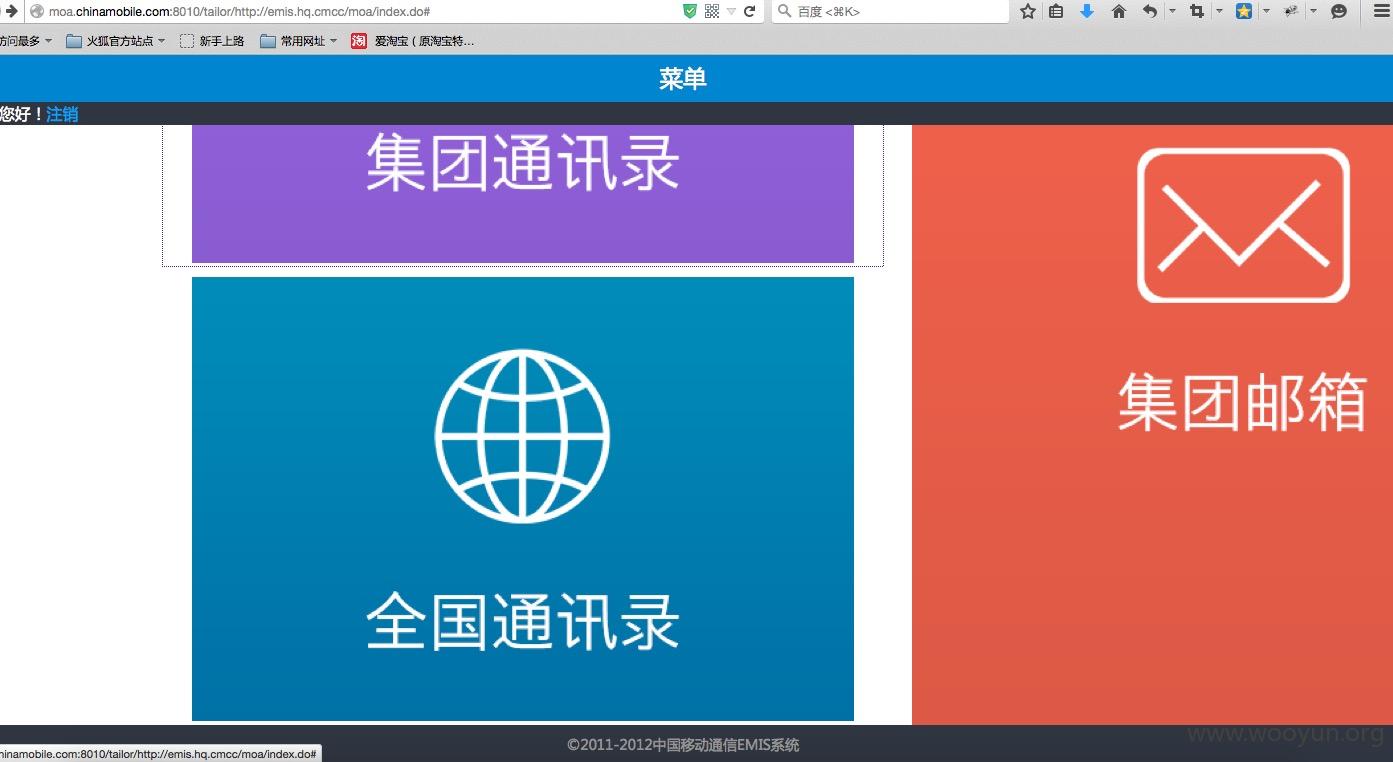 moa.chinamobile.com:8010/tailor/http://emis.hq.cmcc/moa/index.do#
百度 <⌘K>
访问最多
火狐官方站点
新手上路
常用网址
淘
爱淘宝（原淘宝特...
菜单
您好！注销
集团通讯录
集团邮箱
全国通讯录
©2011-2012中国移动通信EMIS系统
www.wooyun.org
hinamobile.com:8010/tailor/http://emis.hq.cmcc/moa/index.do#